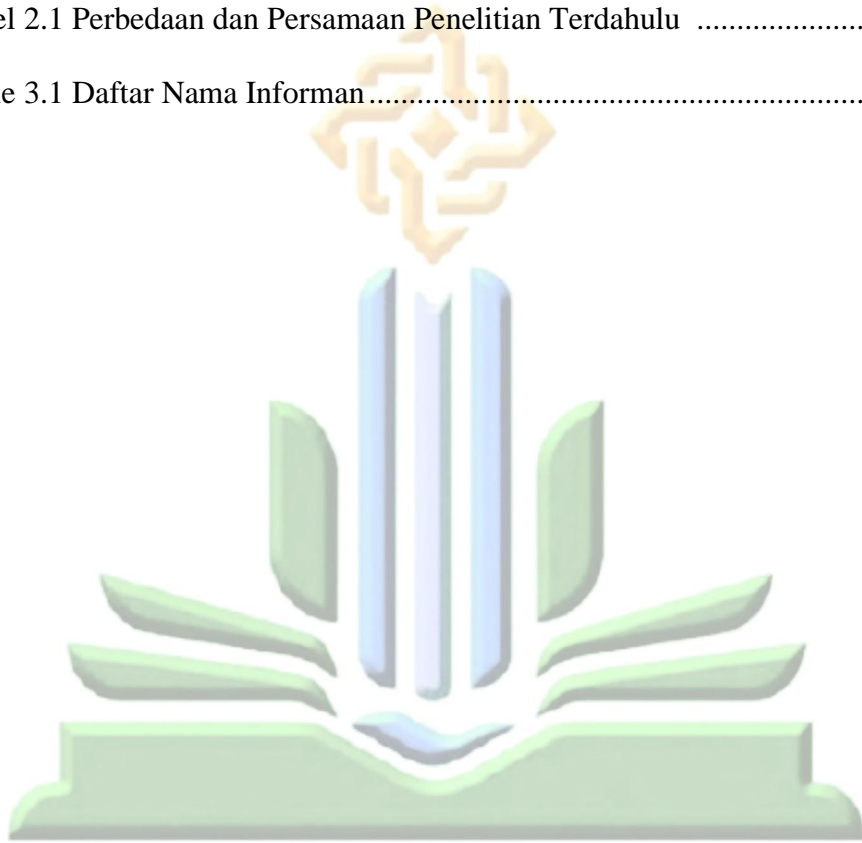 el 2.1 Perbedaan dan Persamaan Penelitian Terdahulu ....................
e 3.1 Daftar Nama Informan.............................................................